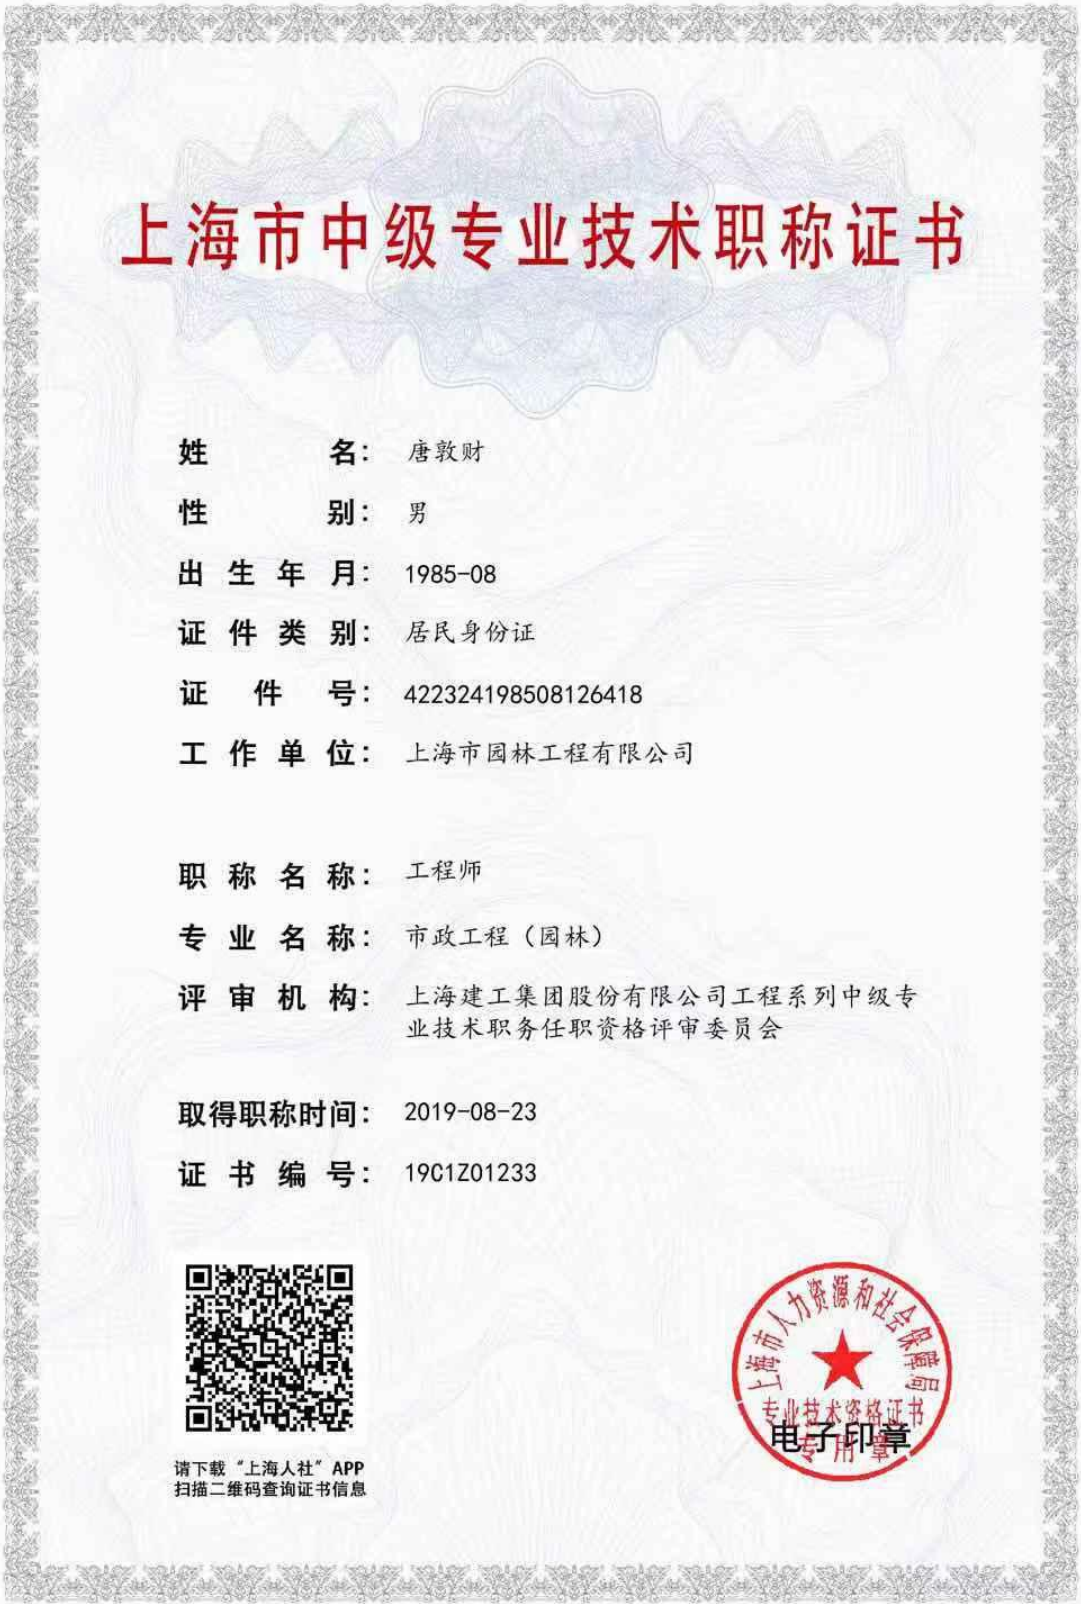 上海市中级专业技术职称证书
姓名：唐敦财
性别：男
出生年月：1985-08
证件类别：居民身份证
证件号：422324198508126418
工作单位：上海市园林工程有限公司
职称名称：工程师
专业名称：市政工程（园林）
评审机构：上海建工集团股份有限公司工程系列中级专
业技术职务任职资格评审委员会
取得职称时间：2019-08-23
证书编号：19C1Z01233
请下载“上海人社”APP
扫描二维码查询证书信息
上海市人力资源和社会保障局
专业技术资格证书
电子印章
专用章